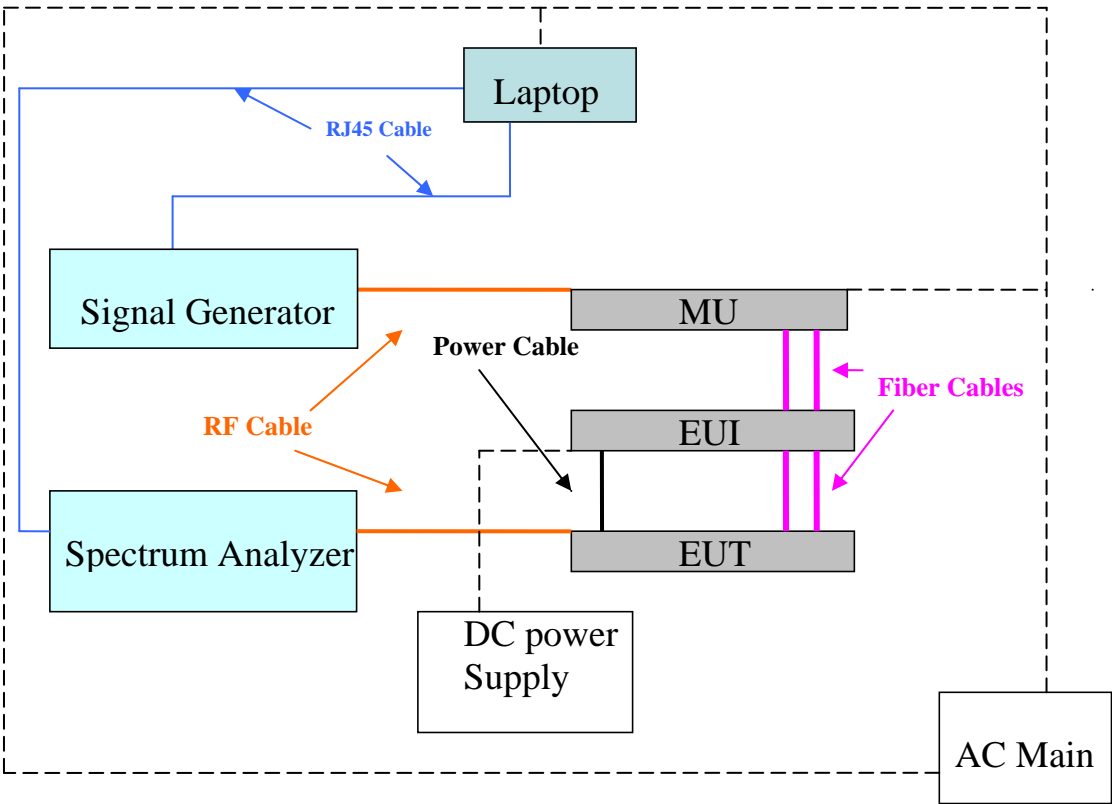 Laptop
RJ45 Cable
Signal Generator
MU
Power Cable
Fiber Cables
RF Cable
EUI
Spectrum Analyzer
EUT
DC power
Supply
AC Main